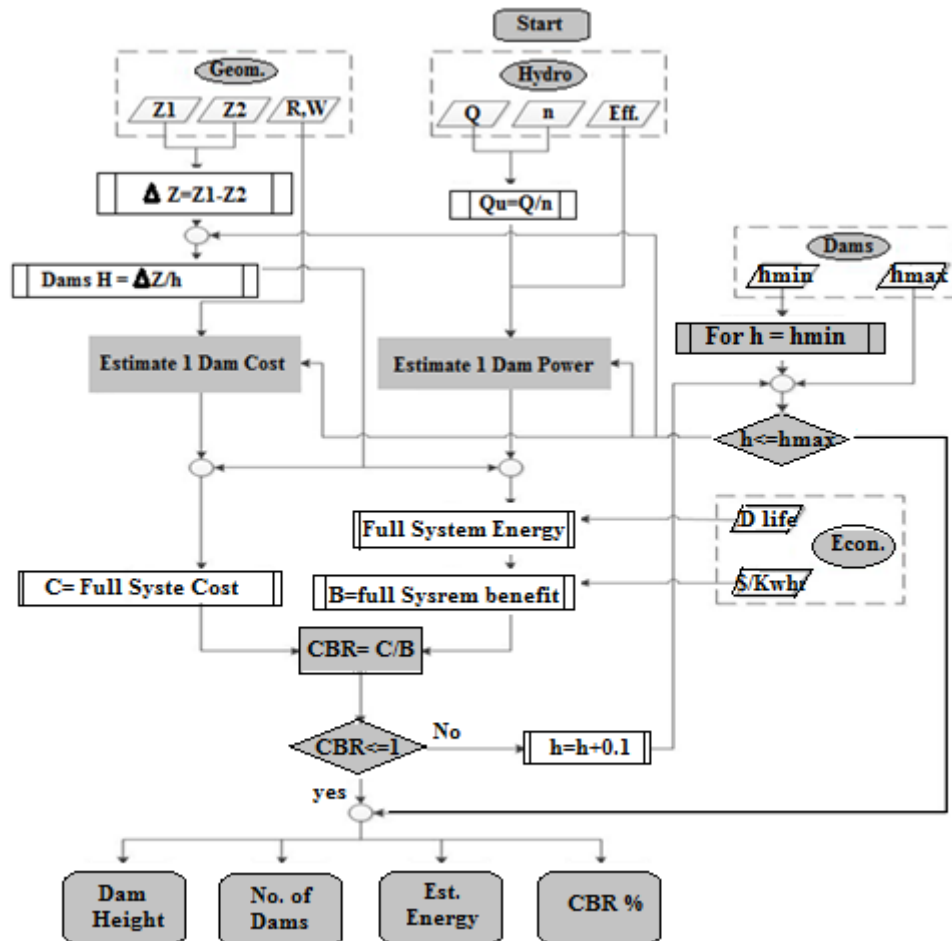 Start
Geom.
Z1
Z2
R,W
Hydro
Q
n
Eff.
Δ Z=Z1-Z2
Qu=Q/n
Dams
hmin
hmax
Dams H = ΔZ/h
For h = hmin
Estimate 1 Dam Cost
Estimate 1 Dam Power
h<=hmax
Full System Energy
D life
Econ.
C= Full Syste Cost
B=full Sysrem benefit
$/Kwhr
CBR= C/B
CBR<=1
No
h=h+0.1
yes
Dam
Height
No. of
Dams
Est.
Energy
CBR %